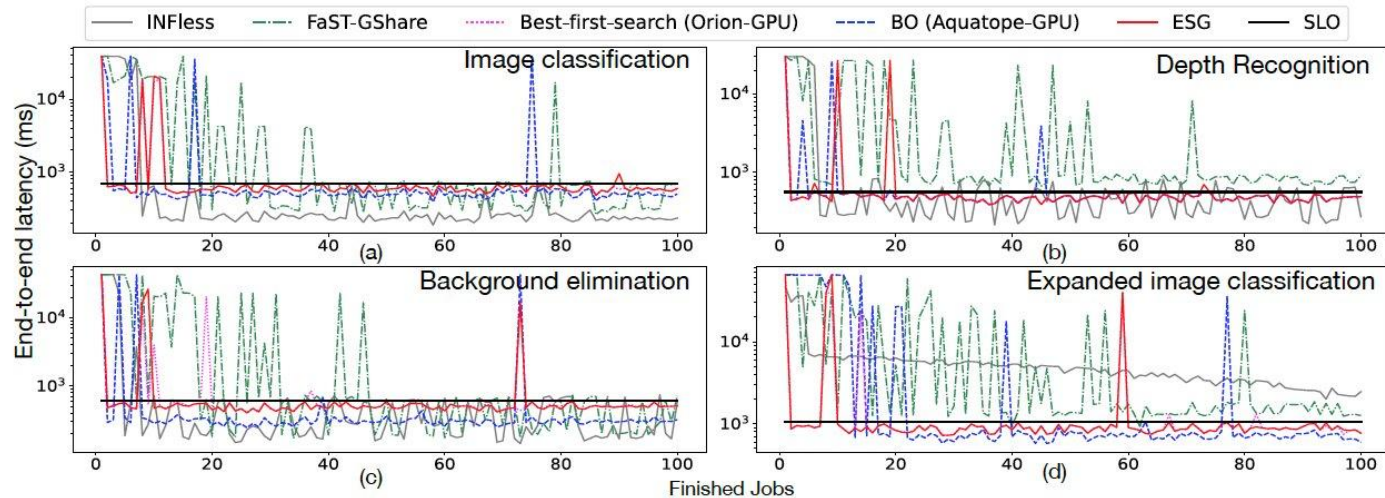 INFless FaST-GShare Best-first-search (Orion-GPU) BO (Aquatope-GPU) ESG SLO
End-to-end latency (ms)
Image classification
10⁴
10³
0 20 40 60 80 100
(a)
Depth Recognition
10⁴
10³
0 20 40 60 80 100
(b)
Background elimination
10⁴
10³
0 20 40 60 80 100
(c)
Expanded image classification
10⁴
10³
0 20 40 60 80 100
(d)
Finished Jobs